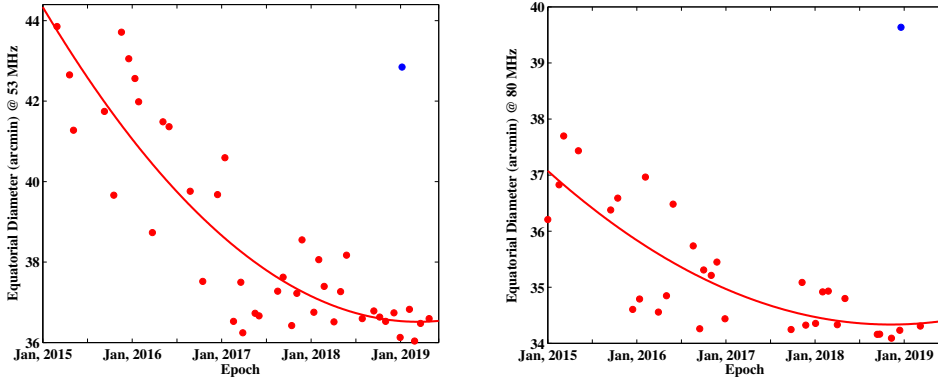 Equatorial Diameter (arcmin) @ 53 MHz
44
42
40
38
36
Jan, 2015 Jan, 2016 Jan, 2017 Jan, 2018 Jan, 2019
Epoch
Equatorial Diameter (arcmin) @ 80 MHz
40
39
38
37
36
35
34
Jan, 2015 Jan, 2016 Jan, 2017 Jan, 2018 Jan, 2019
Epoch